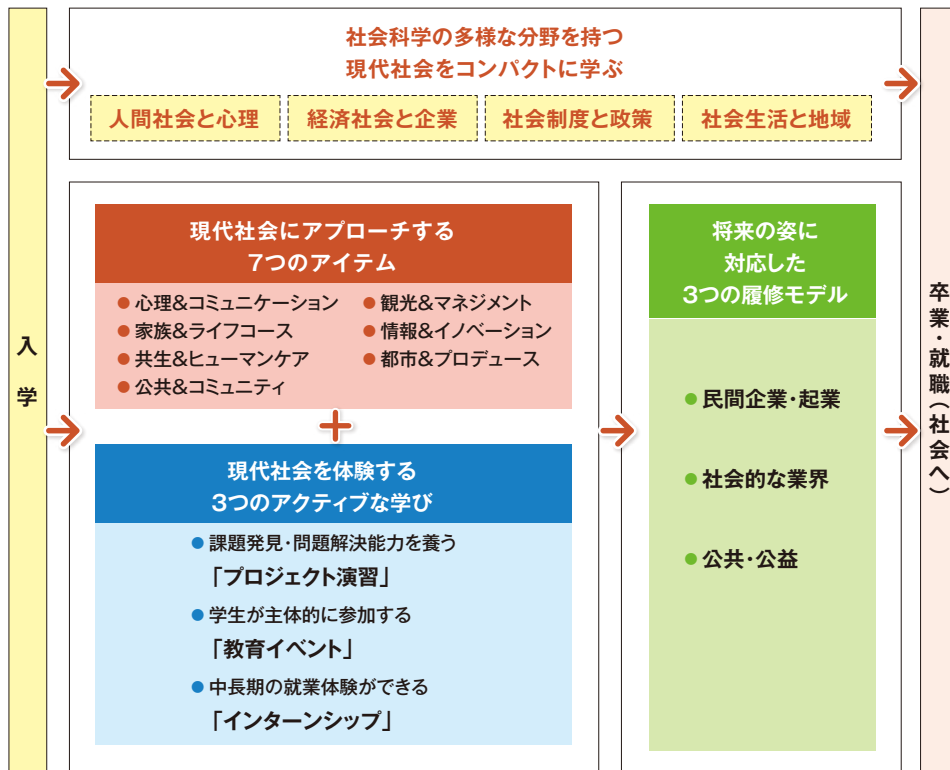 入学
社会科学の多様な分野を持つ
現代社会をコンパクトに学ぶ
人間社会と心理
経済社会と企業
社会制度と政策
社会生活と地域
現代社会にアプローチする
7つのアイテム
●心理&コミュニケーション
●家族&ライフコース
●共生&ヒューマンケア
●公共&コミュニティ
●観光&マネジメント
●情報&イノベーション
●都市&プロデュース
＋
現代社会を体験する
3つのアクティブな学び
●課題発見・問題解決能力を養う
「プロジェクト演習」
●学生が主体的に参加する
「教育イベント」
●中長期の就業体験ができる
「インターンシップ」
将来の姿に
対応した
3つの履修モデル
●民間企業・起業
●社会的な業界
●公共・公益
卒業・就職（社会へ）